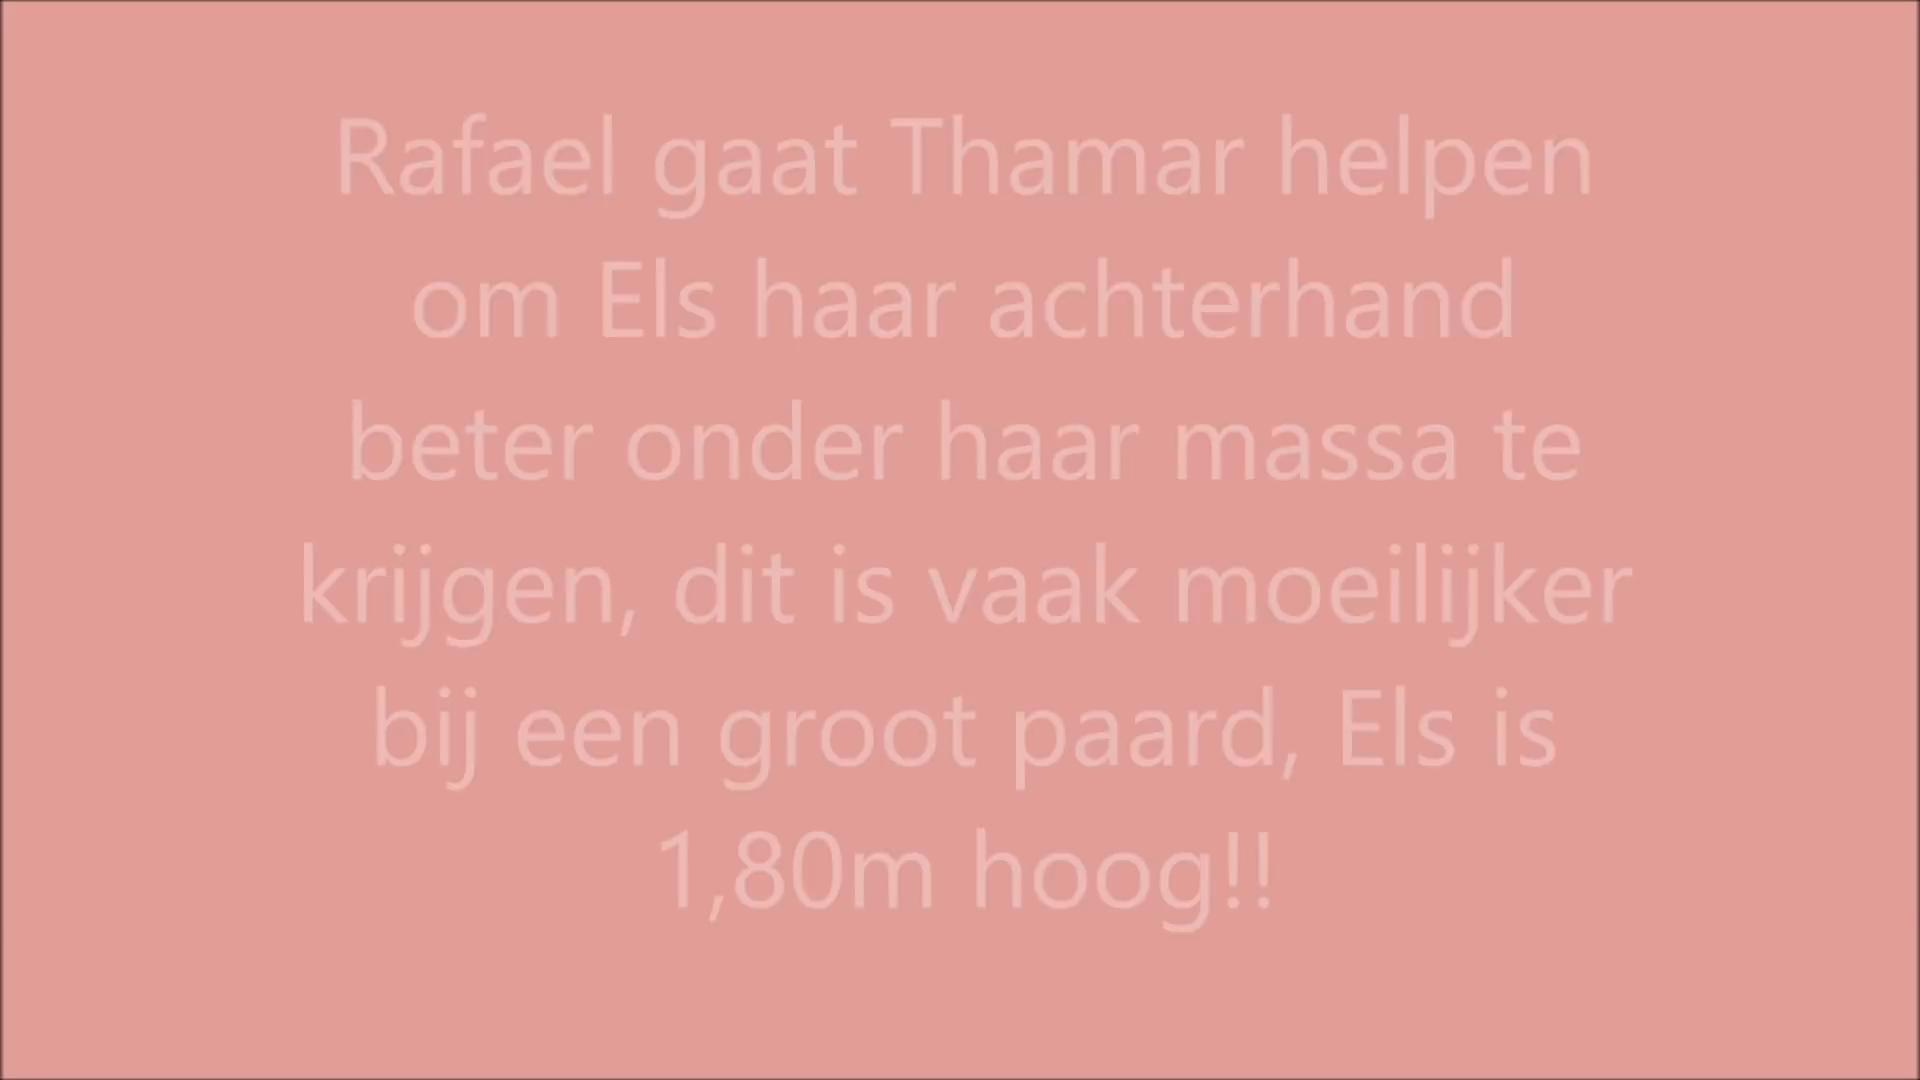 Rafael gaat Thamar helpen
om Els haar achterhand
beter onder haar massa te
krijgen, dit is vaak moeilijker
bij een groot paard, Els is
1,80m hoog!!